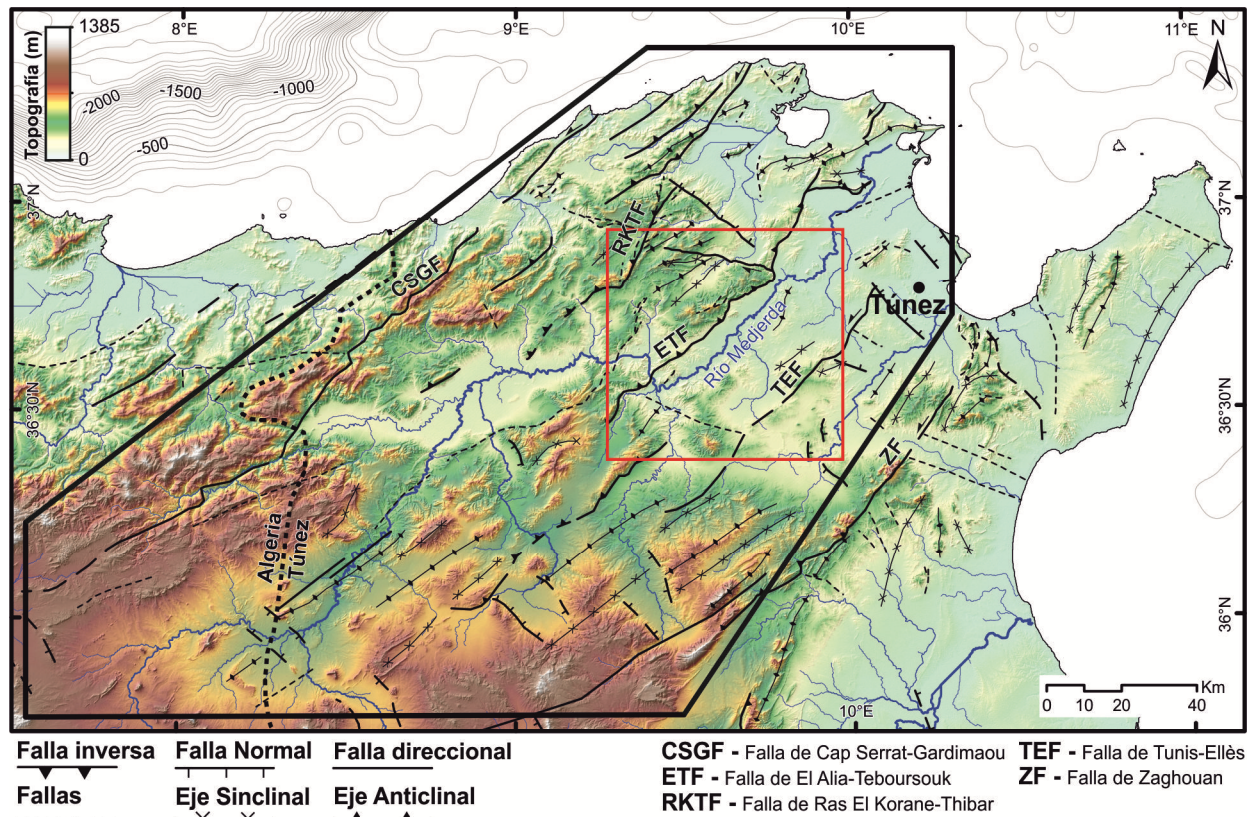 8°E
9°E
10°E
11°E
1385
Topografía (m)
0
-2000
-1500
-1000
-500
N
37°N
37°N
RKTF
CSGF
Túnez
ETF
Río Medjerda
TEF
36°30'N
36°30'N
ZF
Algeria
Túnez
36°N
Km
0 10 20 40
10°E
Falla inversa
Falla Normal
Falla direccional
Fallas
Eje Sinclinal
Eje Anticlinal
CSGF - Falla de Cap Serrat-Gardimaou
ETF - Falla de El Alia-Teboursouk
RKTF - Falla de Ras El Korane-Thibar
TEF - Falla de Tunis-Ellès
ZF - Falla de Zaghouan